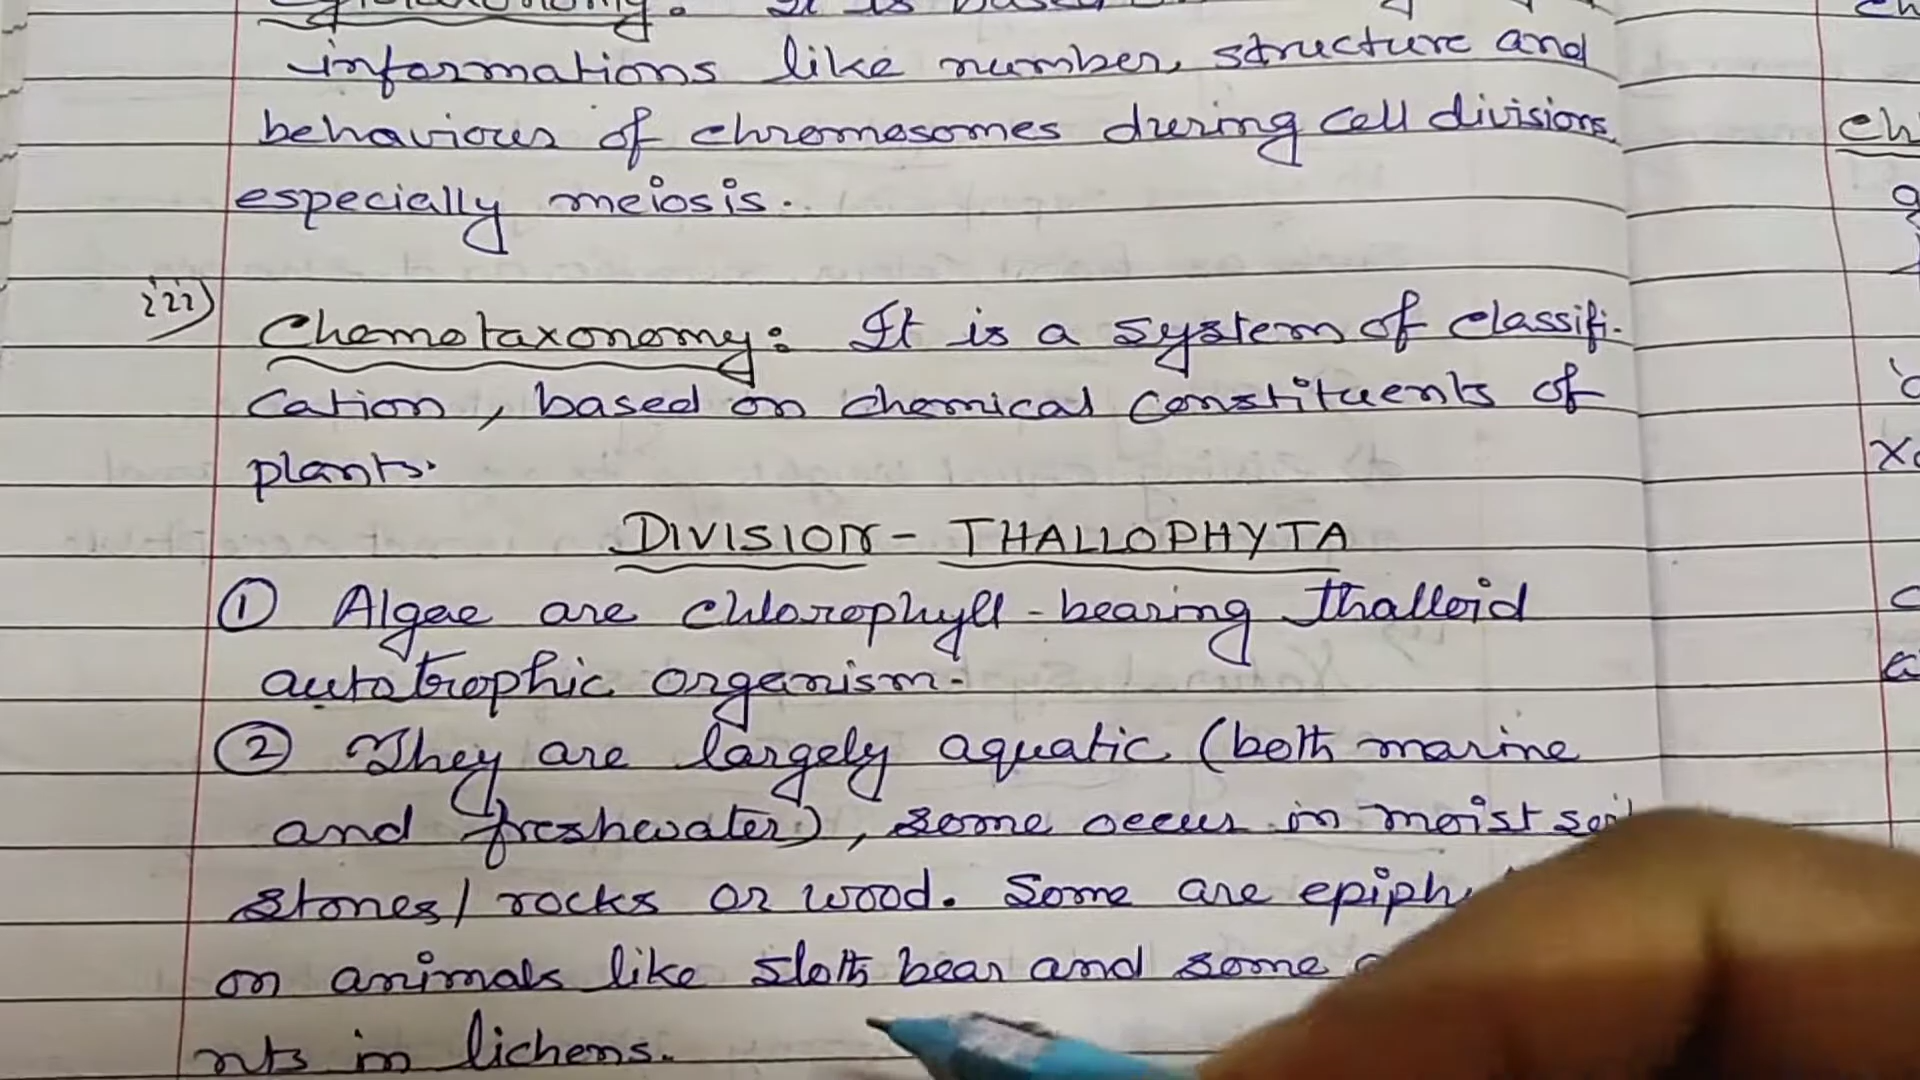 informations like number, structure and
behaviours of chromosomes during cell divisions
especially meiosis.
iii)
Chemotaxonomy: It is a system of classifi-
cation, based on chemical constituents of
plants.
DIVISION - THALLOPHYTA
① Algae are chlorophyll-bearing thalloid
autotrophic organism.
② They are largely aquatic (both marine
and freshwater), some occur in moist
stones/ rocks or wood. Some are
on animals like sloth bear and some
nts in lichens.